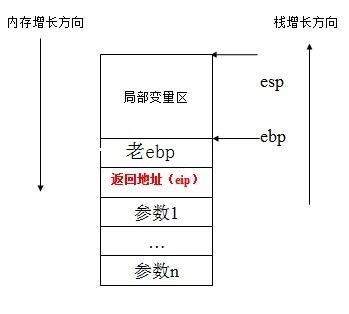 内存增长方向
栈增长方向
局部变量区
esp
ebp
老ebp
返回地址（eip）
参数1
…
参数n